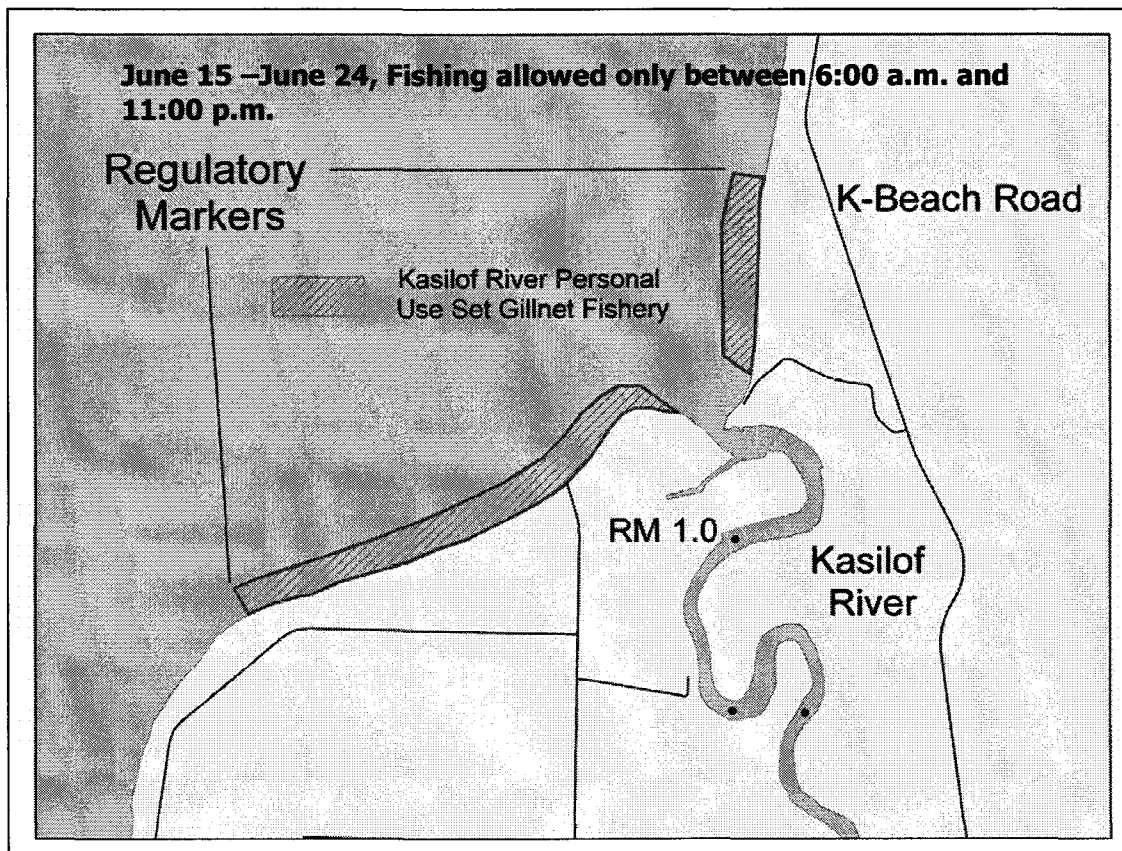 June 15 –June 24, Fishing allowed only between 6:00 a.m. and
11:00 p.m.
Regulatory
Markers
K-Beach Road
Kasilof River Personal
Use Set Gillnet Fishery
RM 1.0
Kasilof
River